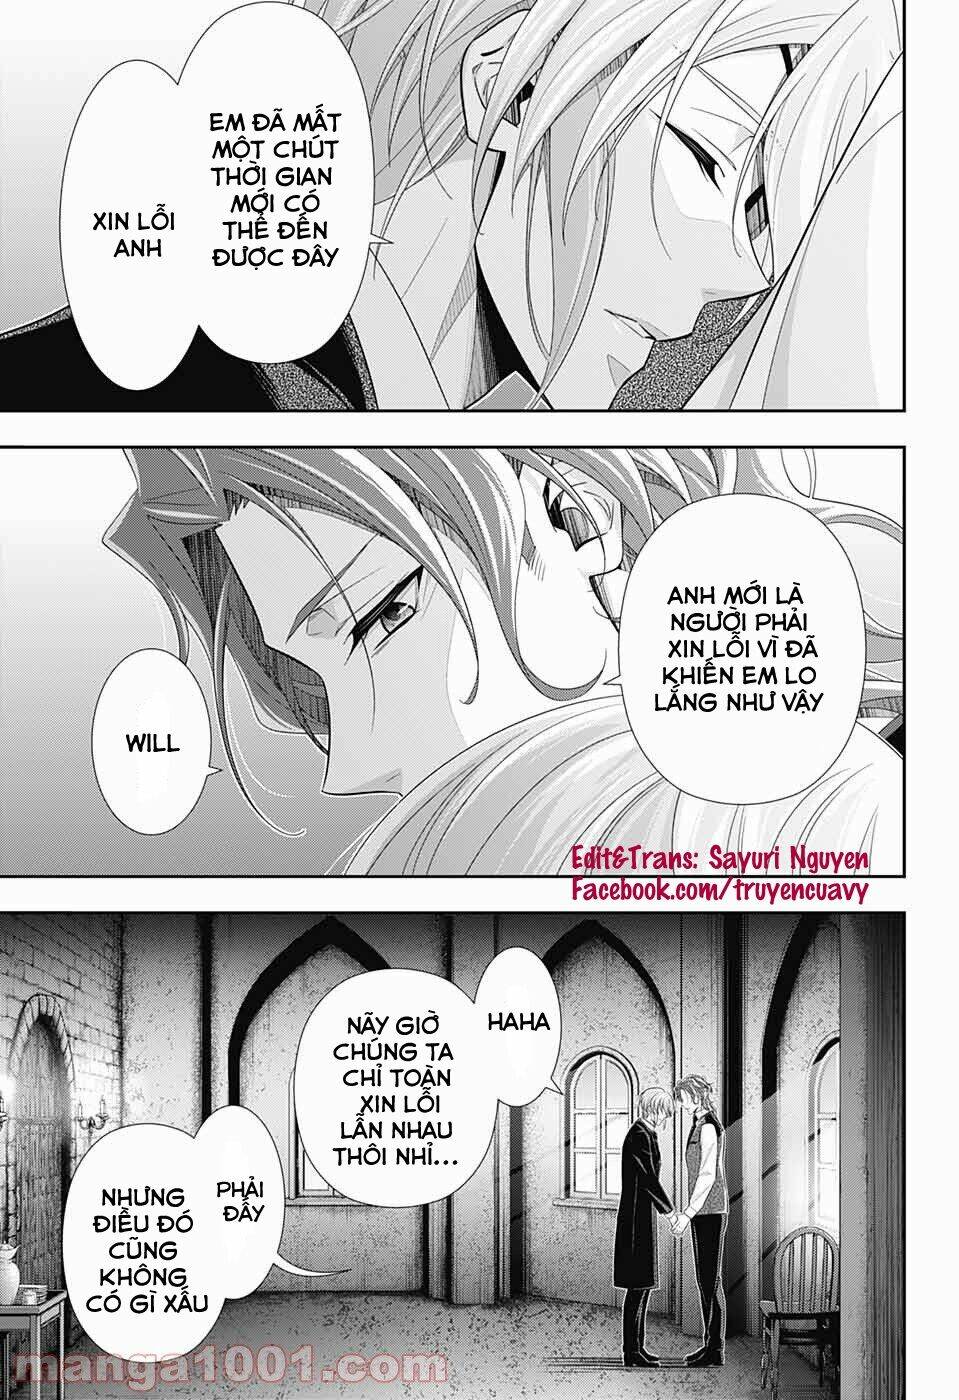 EM ĐÃ MẤT
MỘT CHÚT
THỜI GIAN
MỚI CÓ
THỂ ĐẾN
ĐƯỢC ĐÂY
XIN LỖI
ANH
ANH MỚI LÀ
NGƯỜI PHẢI
XIN LỖI VÌ ĐÃ
KHIẾN EM LO
LẮNG NHƯ VẬY
WILL
Edit&Trans: Sayuri Nguyen
Facebook.com/truyencuavy
HAHA
NÃY GIỜ
CHÚNG TA
CHỈ TOÀN
XIN LỖI
LẪN NHAU
THÔI NHỈ...
PHẢI
ĐẤY
NHƯNG
ĐIỀU ĐÓ
CŨNG
KHÔNG
CÓ GÌ XẤU
manga1001.com